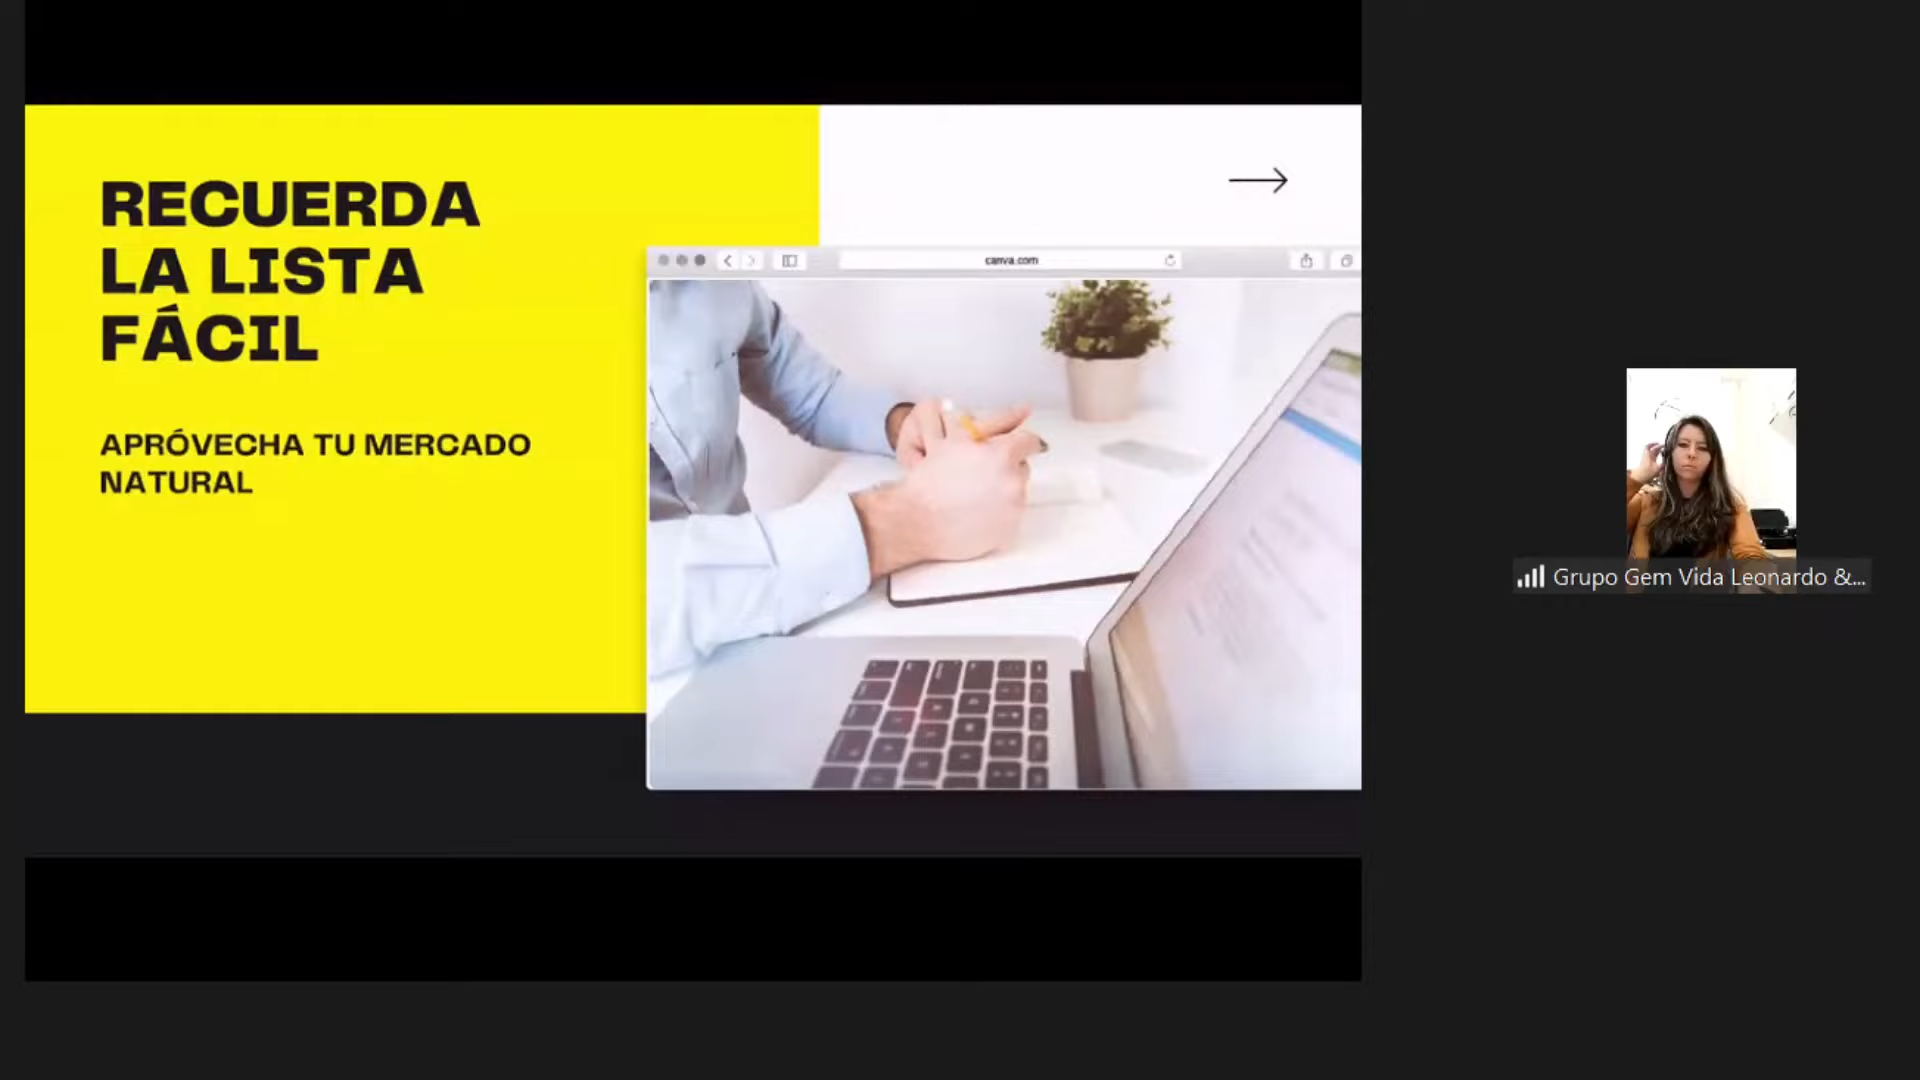 RECUERDA
LA LISTA
FÁCIL
APRÓVECHA TU MERCADO
NATURAL
canva.com
Grupo Gem Vida Leonardo &...